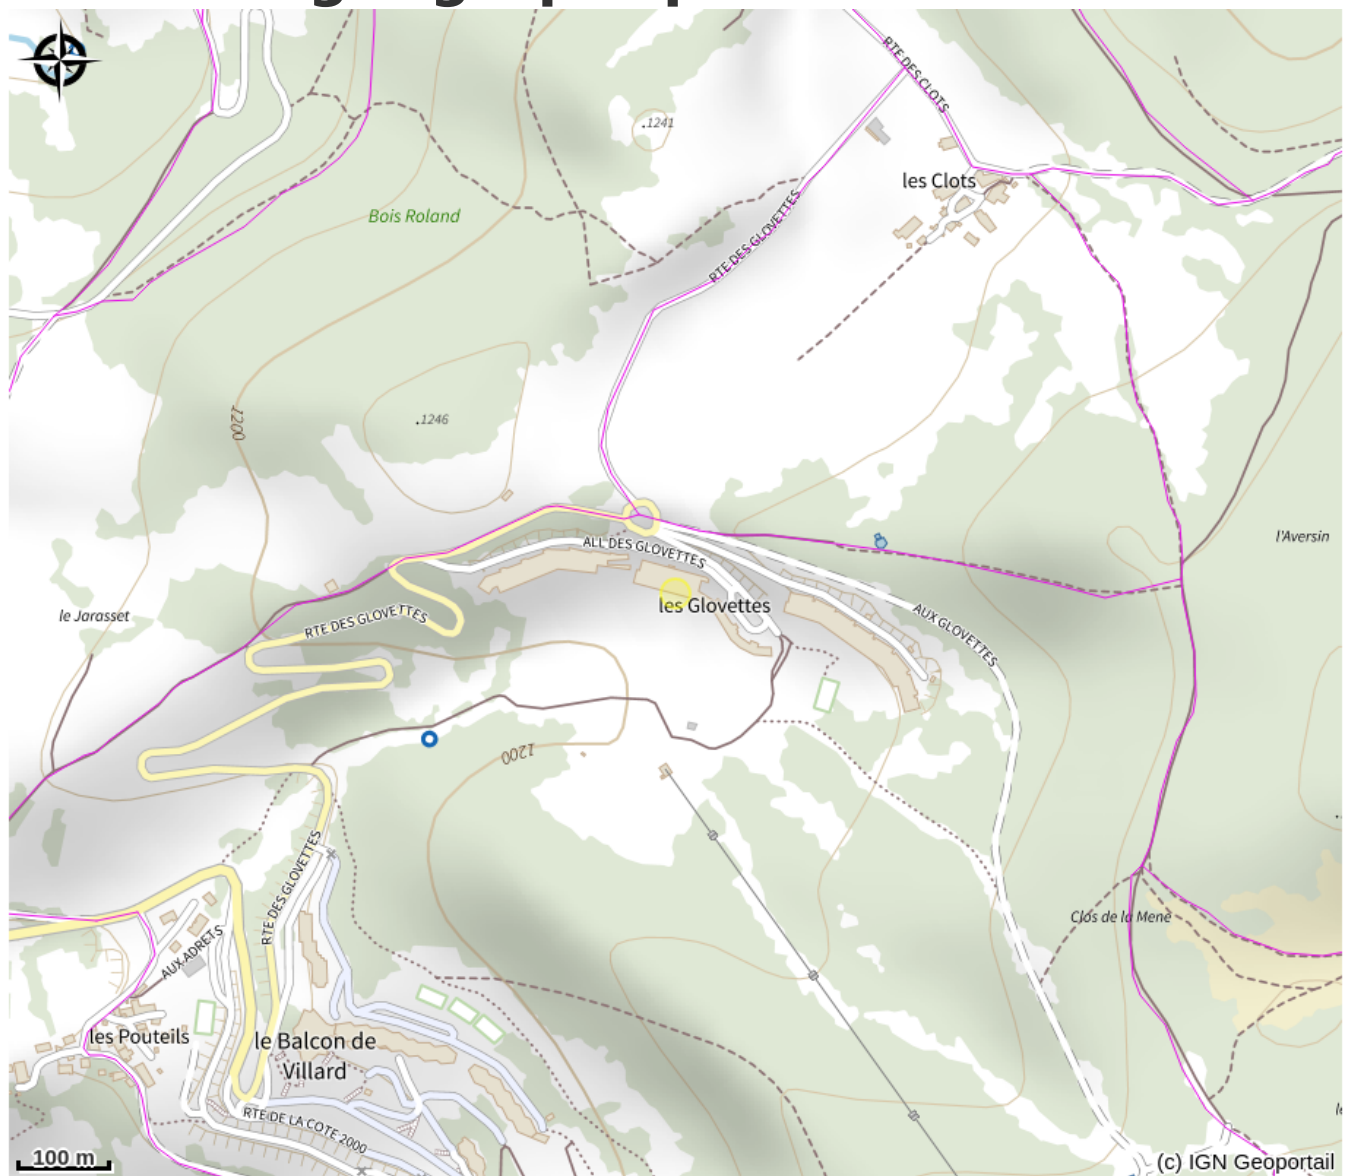 RTE DES CLOTS
.1241
les Clots
Bois Roland
RTE DES GLOVETTES
1200
.1246
l'Aversin
ALL DES GLOVETTES
les Glovettes
le Jarasset
RTE DES GLOVETTES
AUX GLOVETTES
1200
RTE DES GLOVETTES
Clos de la Mene
AUX ADRETS
les Pouteils
le Balcon de
Villard
RTE DE LA COTE 2000
100 m
(c) IGN Geoportail